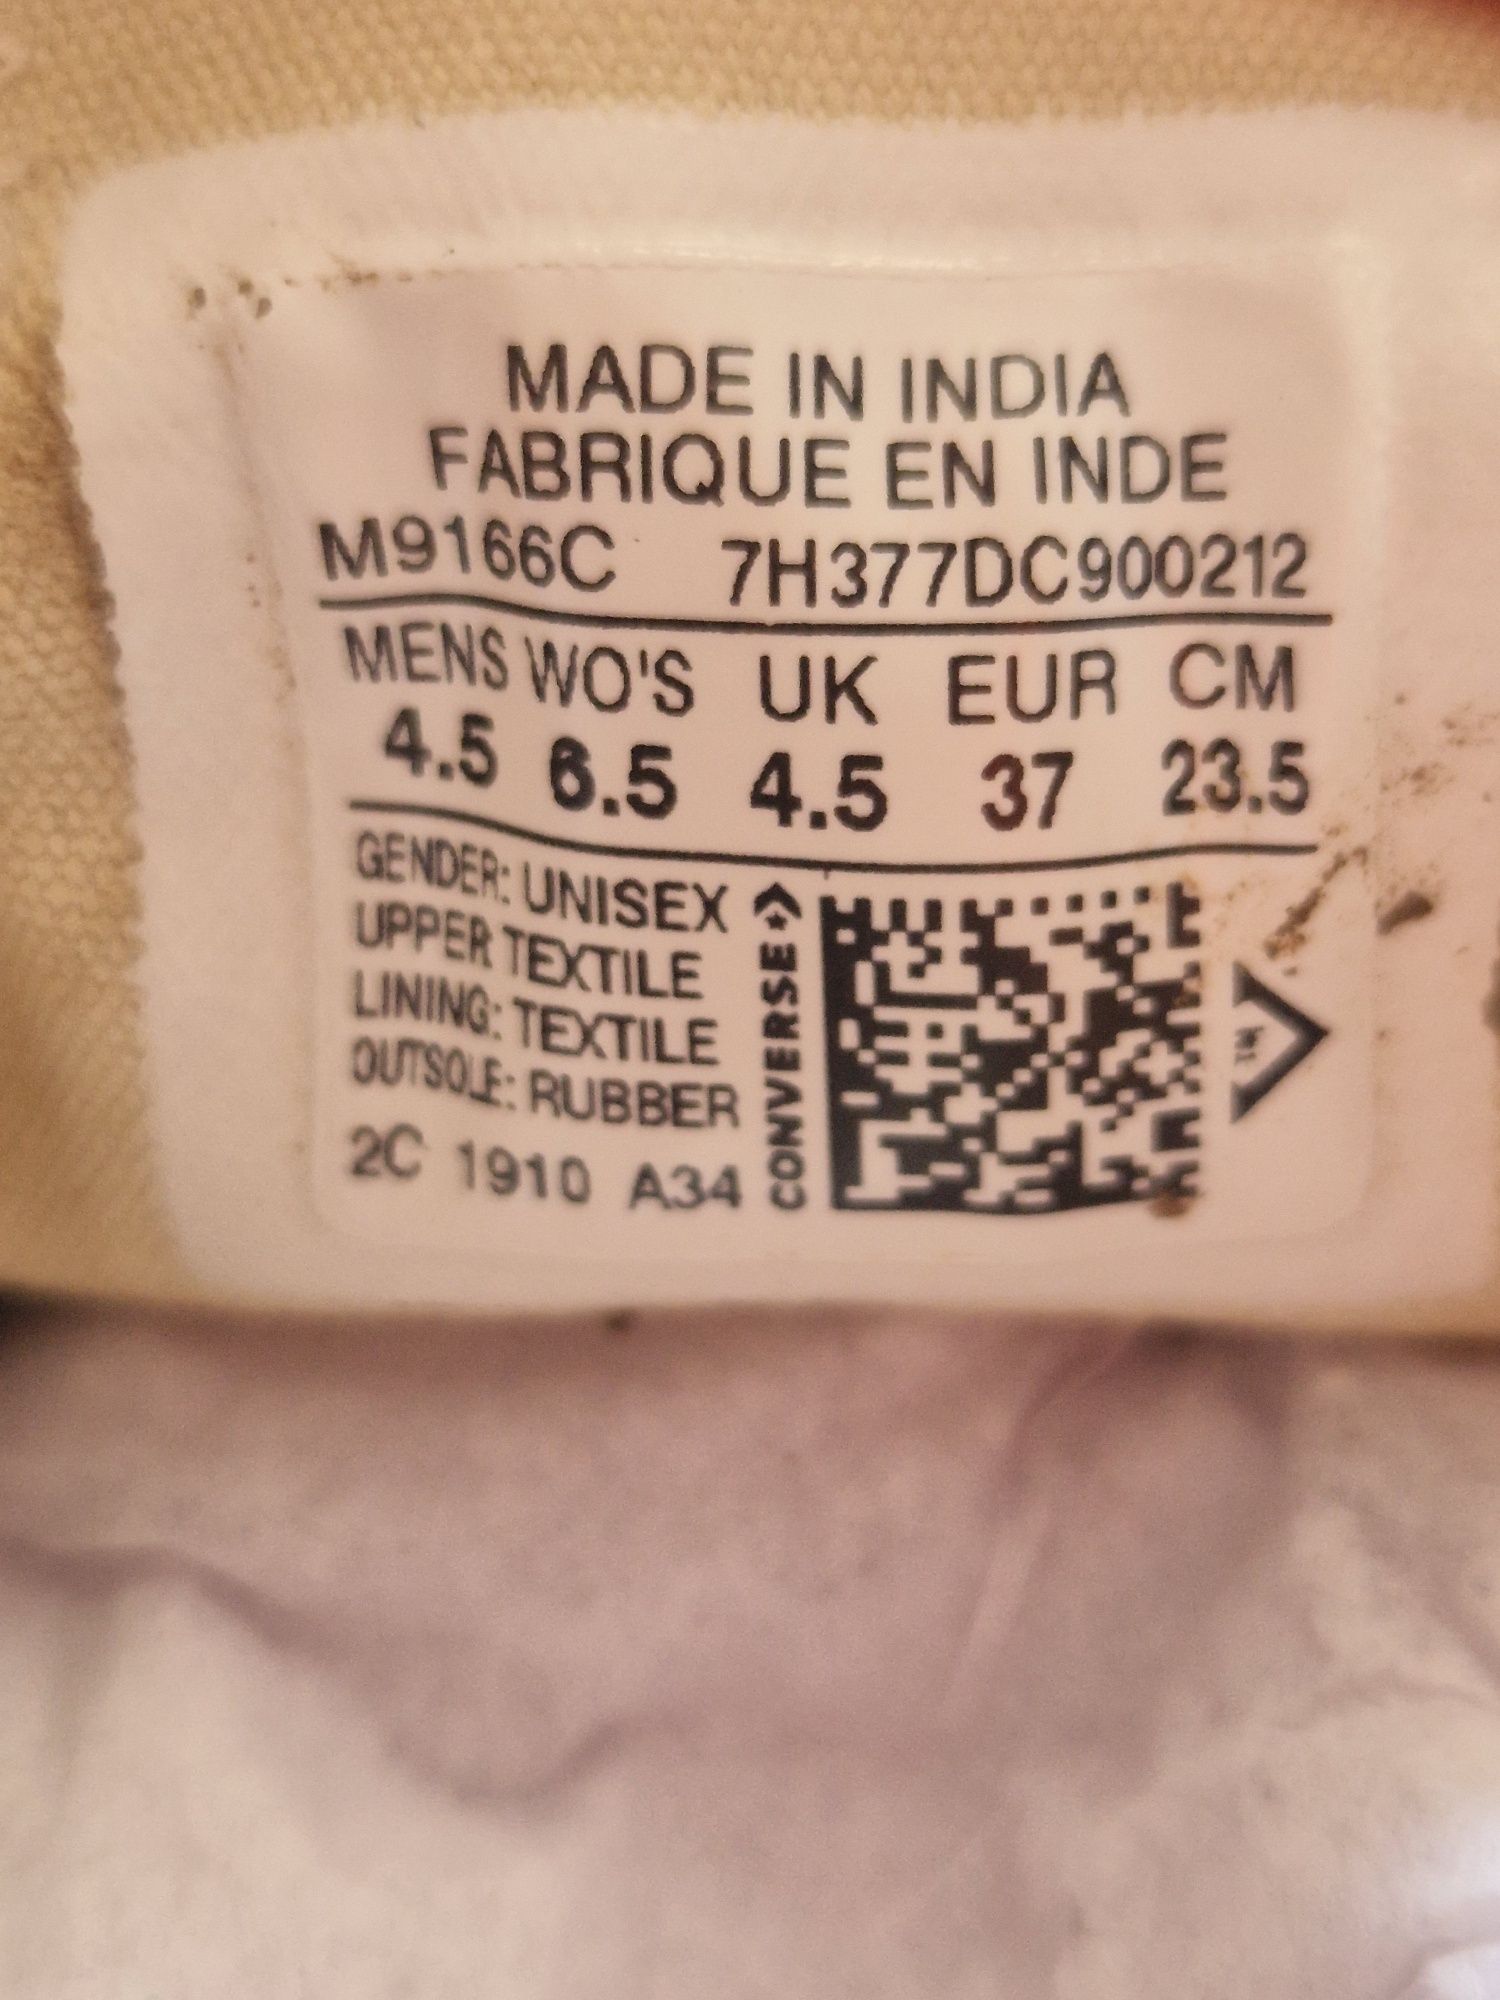 MADE IN INDIA
FABRIQUE EN INDE
M9166C 7H377DC900212
MENS WO'S UK EUR CM
4.5 6.5 4.5 37 23.5
GENDER: UNISEX
UPPER TEXTILE
LINING: TEXTILE
OUTSOLE: RUBBER
2C 1910 A34
CONVERSE